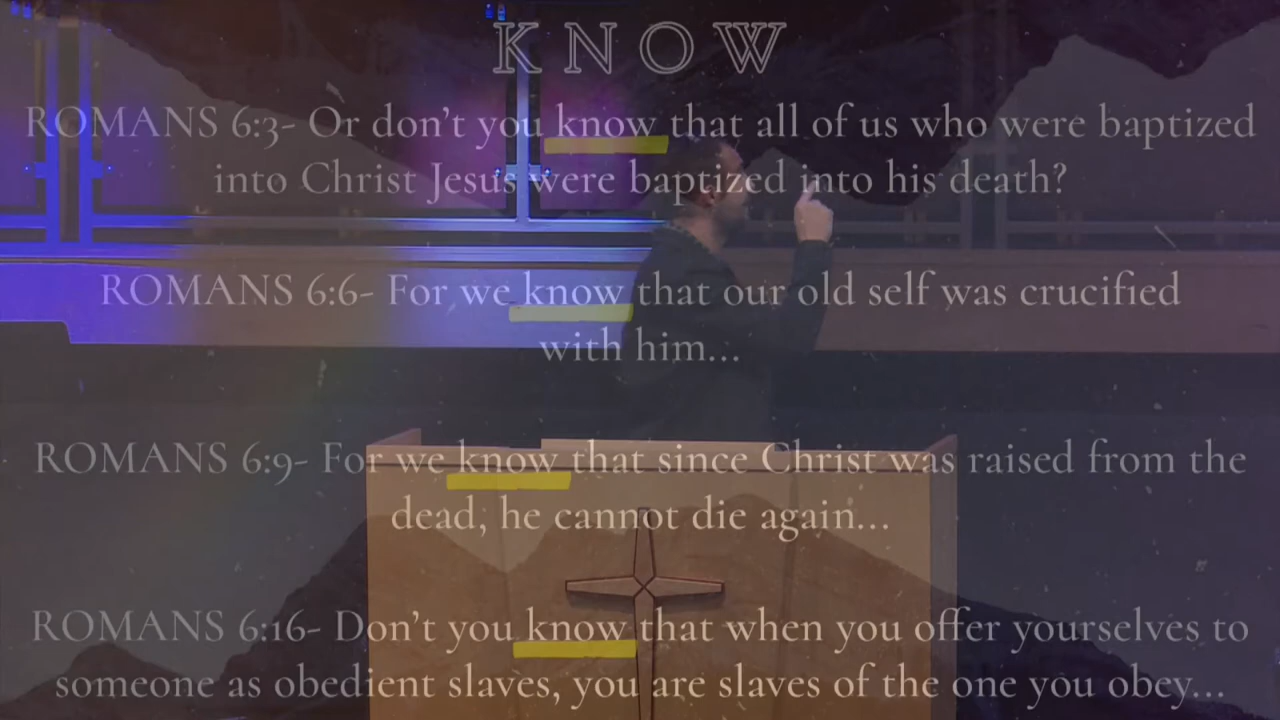 KNOW
ROMANS 6:3- Or don't you know that all of us who were baptized
into Christ Jesus were baptized into his death?
ROMANS 6:6- For we know that our old self was crucified
with him...
ROMANS 6:9- For we know that since Christ was raised from the
dead, he cannot die again...
ROMANS 6:16- Don't you know that when you offer yourselves to
someone as obedient slaves, you are slaves of the one you obey...